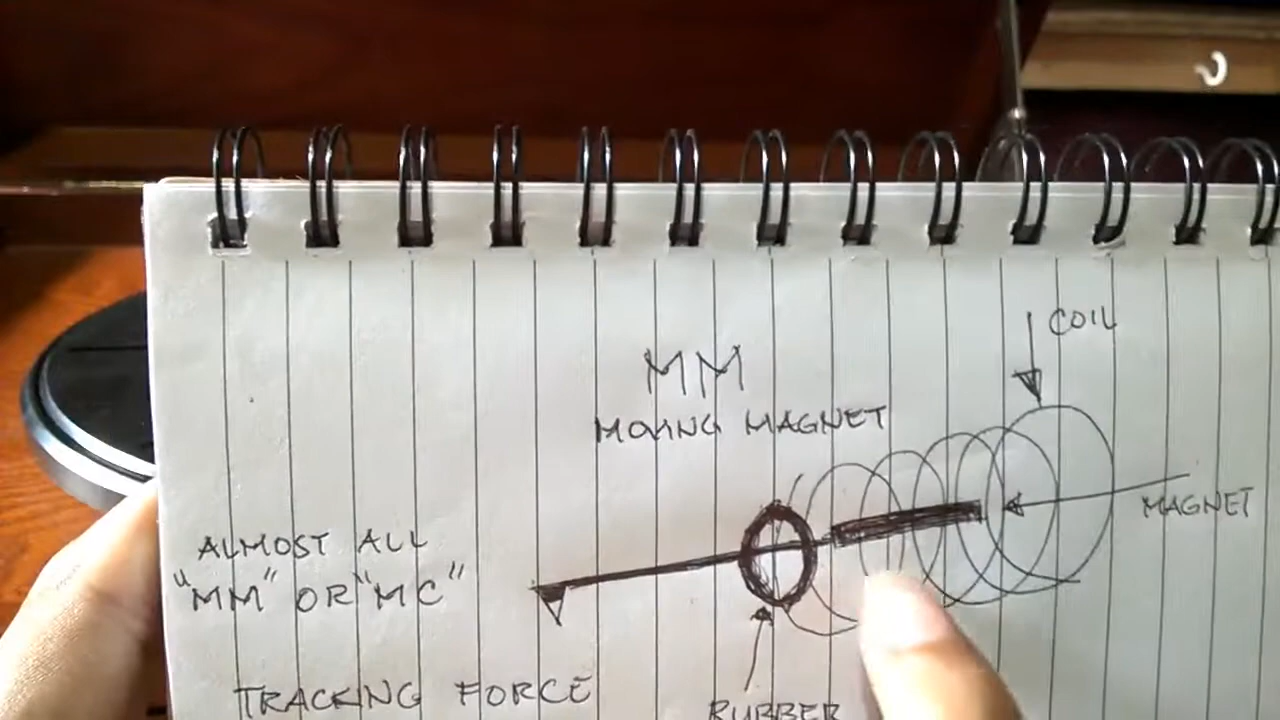 COIL
MM
MOVING MAGNET
MAGNET
ALMOST ALL
"MM" OR "MC"
TRACKING FORCE
RUBBER